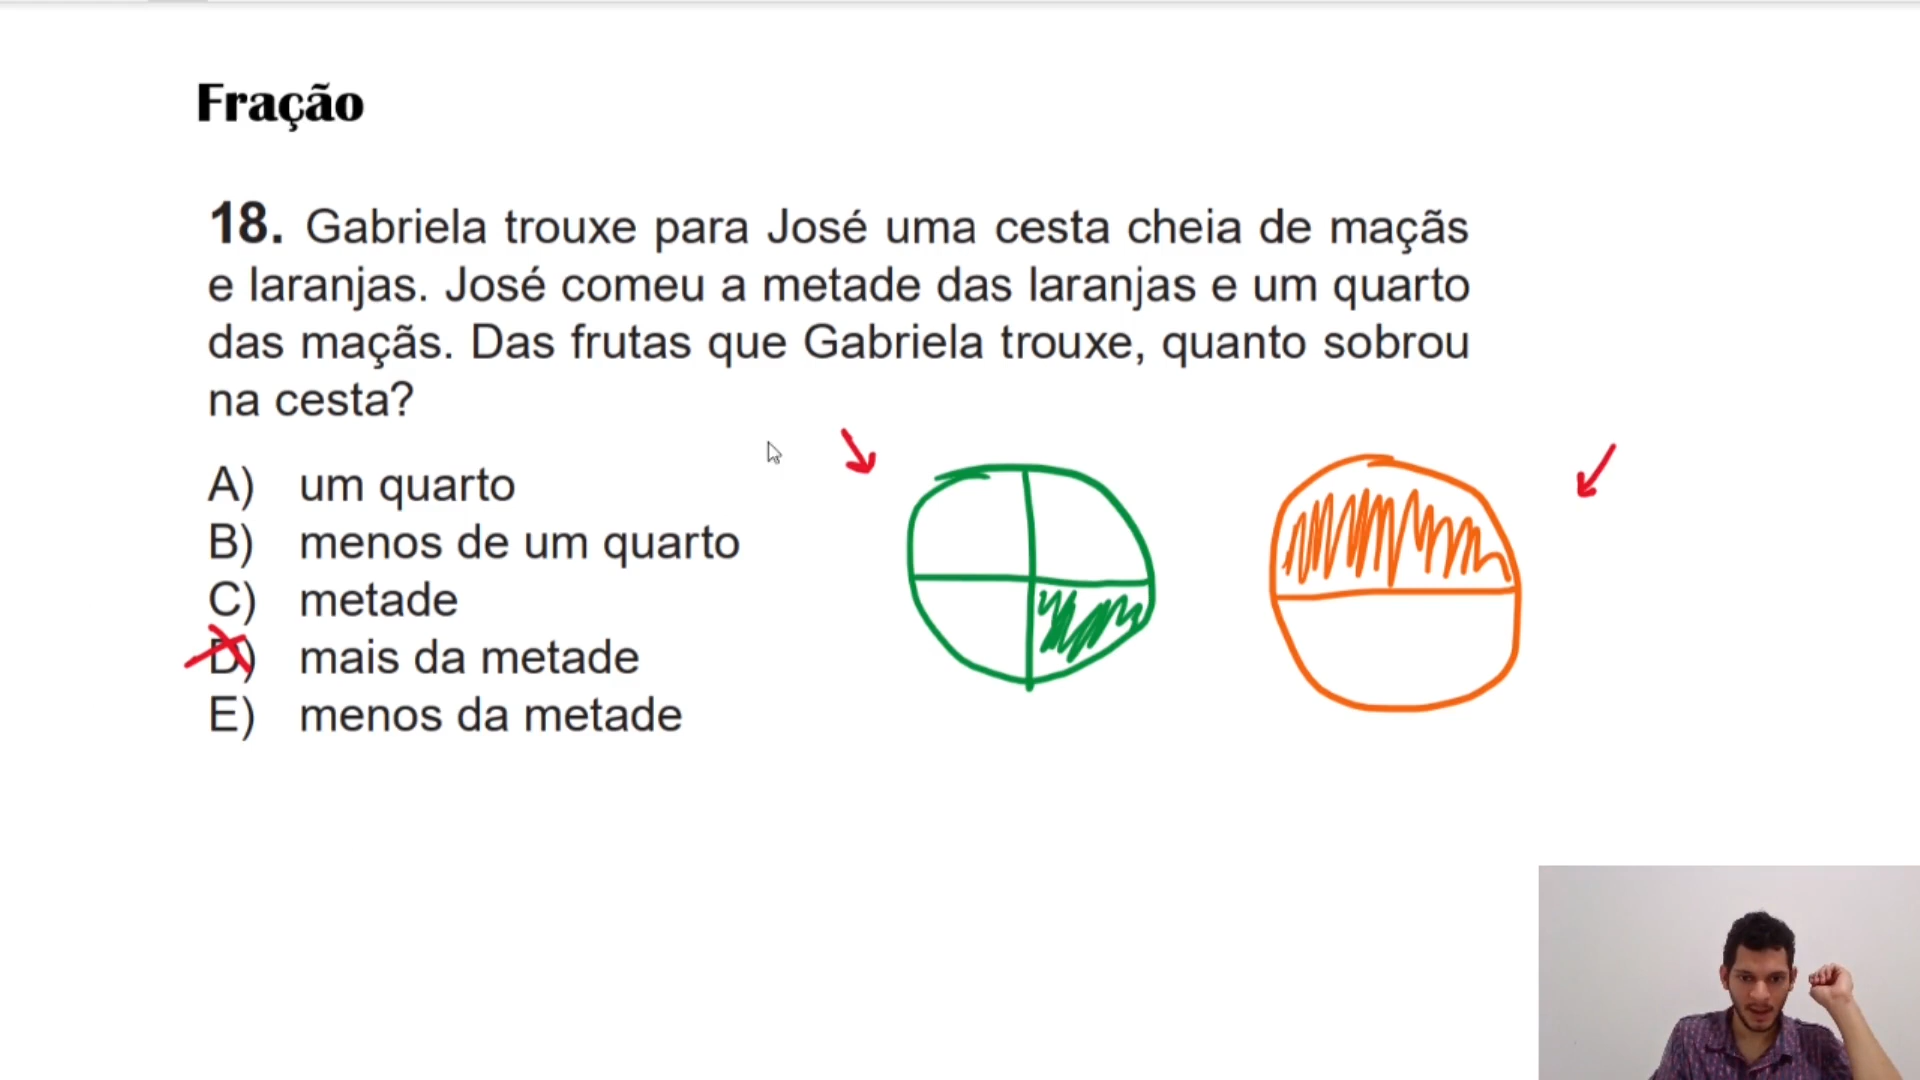 Fração
18. Gabriela trouxe para José uma cesta cheia de maçãs
e laranjas. José comeu a metade das laranjas e um quarto
das maçãs. Das frutas que Gabriela trouxe, quanto sobrou
na cesta?
A) um quarto
B) menos de um quarto
C) metade
D) mais da metade
E) menos da metade